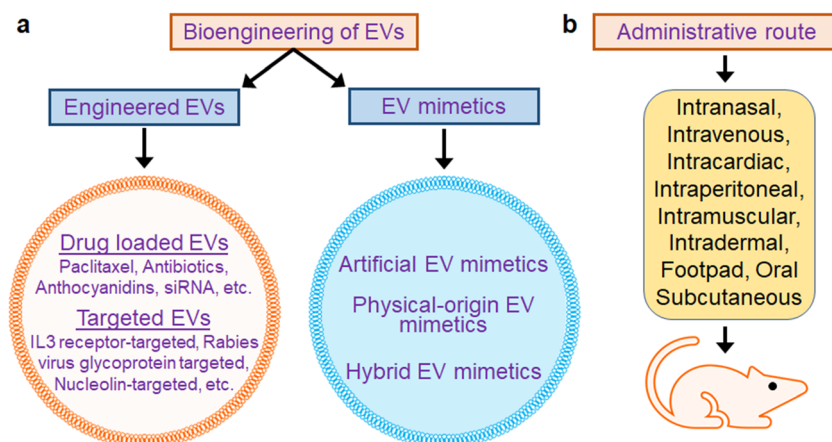 a
Bioengineering of EVs
Engineered EVs
EV mimetics
Drug loaded EVs
Paclitaxel, Antibiotics,
Anthocyanidins, siRNA, etc.
Targeted EVs
IL3 receptor-targeted, Rabies
virus glycoprotein targeted,
Nucleolin-targeted, etc.
Artificial EV mimetics
Physical-origin EV
mimetics
Hybrid EV mimetics
b
Administrative route
Intranasal,
Intravenous,
Intracardiac,
Intraperitoneal,
Intramuscular,
Intradermal,
Footpad, Oral
Subcutaneous